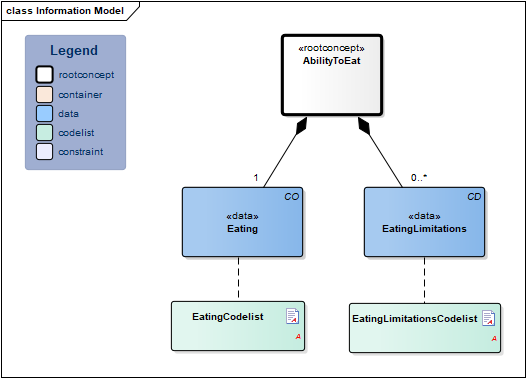 class Information Model
Legend
rootconcept
container
data
codelist
constraint
«rootconcept»
AbilityToEat
1
0..*
CO
«data»
Eating
CD
«data»
EatingLimitations
EatingCodelist
A
EatingLimitationsCodelist
A